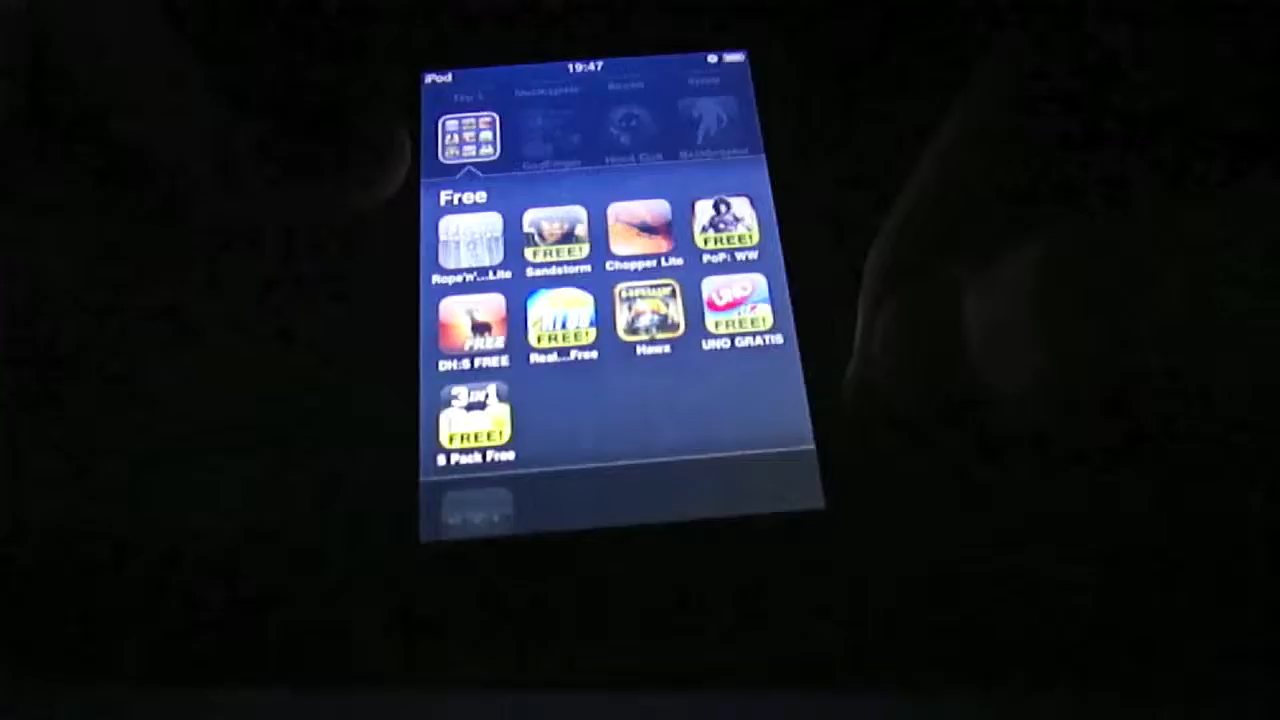 iPod 19:47
Free
Rope'n'...Lite Sandstorm Chopper Lite PoP: WW
FREE! FREE!
DH:S FREE Real...Free Hawx UNO GRATIS
FREE FREE! UNO FREE!
3 IN 1
FREE!
S Pack Free